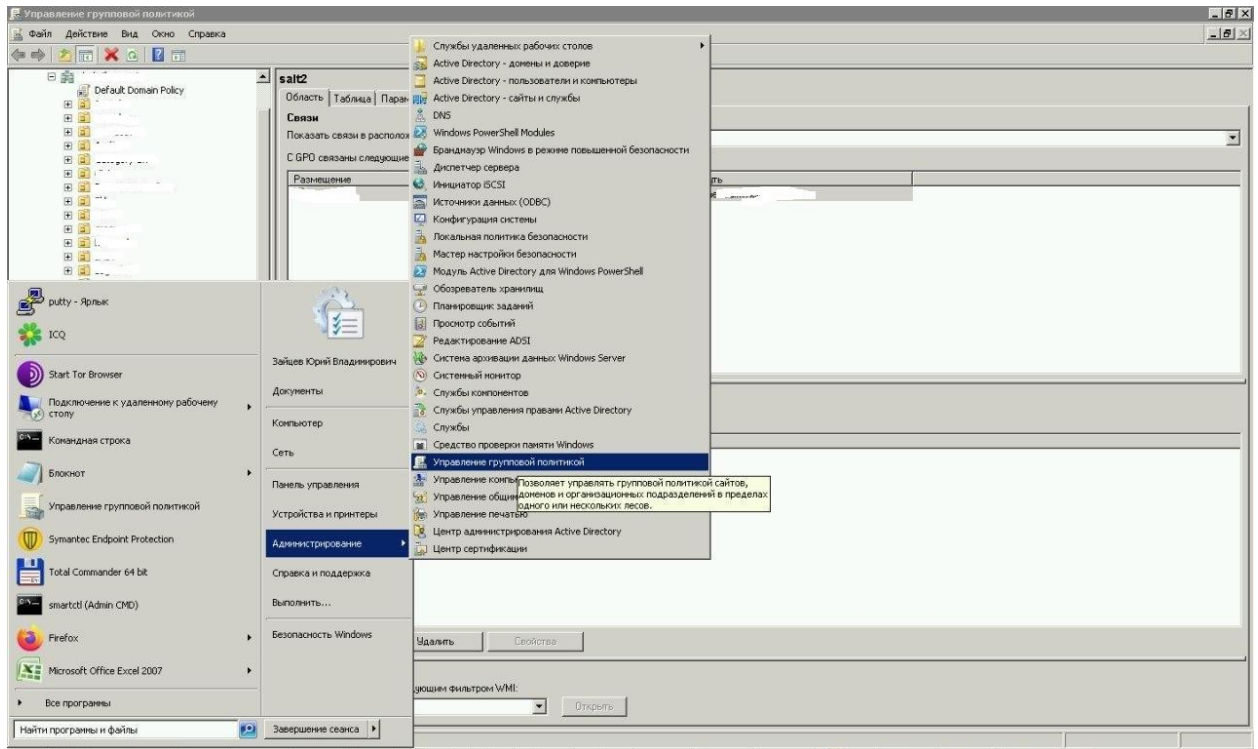 Управление групповой политикой
Файл Действие Вид Окно Справка
Default Domain Policy
salt2
Область Таблица
Связи
Показать связи в
С GPO связаны следующие
Размещение
Службы удаленных рабочих столов
Active Directory - домены и доверие
Active Directory - пользователи и компьютеры
Active Directory - сайты и службы
DNS
Windows PowerShell Modules
Брандмауэр Windows в режиме повышенной безопасности
Диспетчер сервера
Инициатор iSCSI
Источники данных (ODBC)
Конфигурация системы
Локальная политика безопасности
Мастер настройки безопасности
Модуль Active Directory для Windows PowerShell
Обозреватель хранилищ
Планировщик заданий
Просмотр событий
Редактирование ADSI
Система архивации данных Windows Server
Системный монитор
Службы компонентов
Службы управления правами Active Directory
Службы
Средство проверки памяти Windows
Управление групповой политикой
Управление
Управление
Управление печатью
Центр администрирования Active Directory
Центр сертификации
Позволяет управлять групповой политикой сайтов,
доменов и организационных подразделений в пределах
одного или нескольких лесов.
putty - Ярлык
ICQ
Start Tor Browser
Подключение к удаленному рабочему
столу
Командная строка
Блокнот
Управление групповой политикой
Symantec Endpoint Protection
Total Commander 64 bit
smartctl (Admin CMD)
Firefox
Microsoft Office Excel 2007
Все программы
Найти программы и файлы
Зайцев Юрий Владимирович
Документы
Компьютер
Сеть
Панель управления
Устройства и принтеры
Администрирование
Справка и поддержка
Выполнить...
Безопасность Windows
Завершение сеанса
Удалить
Свойства
фильтром WMI:
Открыть